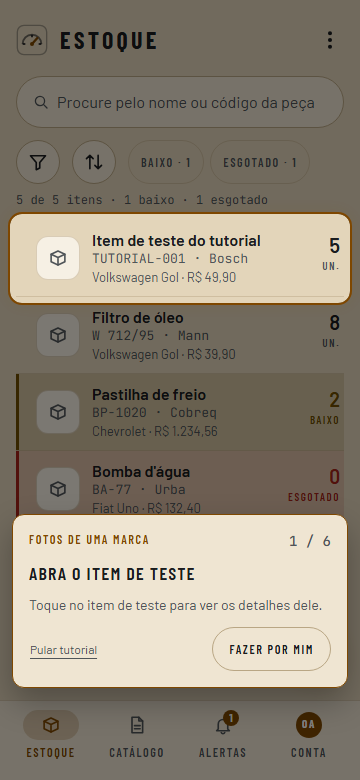 ESTOQUE
Procure pelo nome ou código da peça
BAIXO · 1
ESGOTADO · 1
5 de 5 itens · 1 baixo · 1 esgotado
Item de teste do tutorial
5
TUTORIAL-001 · Bosch
UN.
Volkswagen Gol · R$ 49,90
Filtro de óleo
8
W 712/95 · Mann
UN.
Volkswagen Gol · R$ 39,90
Pastilha de freio
2
BP-1020 · Cobreq
BAIXO
Chevrolet · R$ 1.234,56
Bomba d'água
0
BA-77 · Urba
ESGOTADO
Fiat Uno · R$ 132,40
FOTOS DE UMA MARCA
1 / 6
ABRA O ITEM DE TESTE
Toque no item de teste para ver os detalhes dele.
Pular tutorial
FAZER POR MIM
1
OA
ESTOQUE
CATÁLOGO
ALERTAS
CONTA